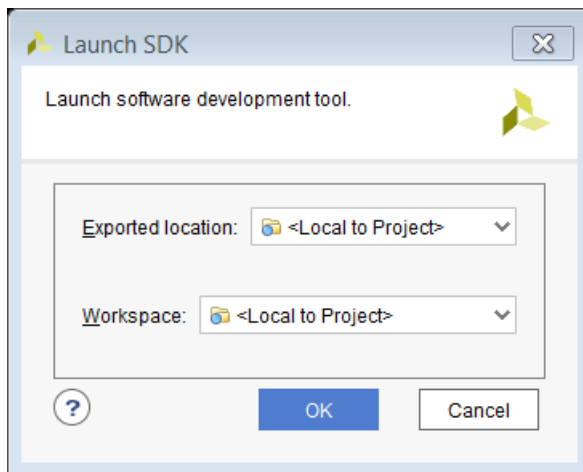 Launch SDK
Launch software development tool.
Exported location: <Local to Project>
Workspace: <Local to Project>
? OK Cancel